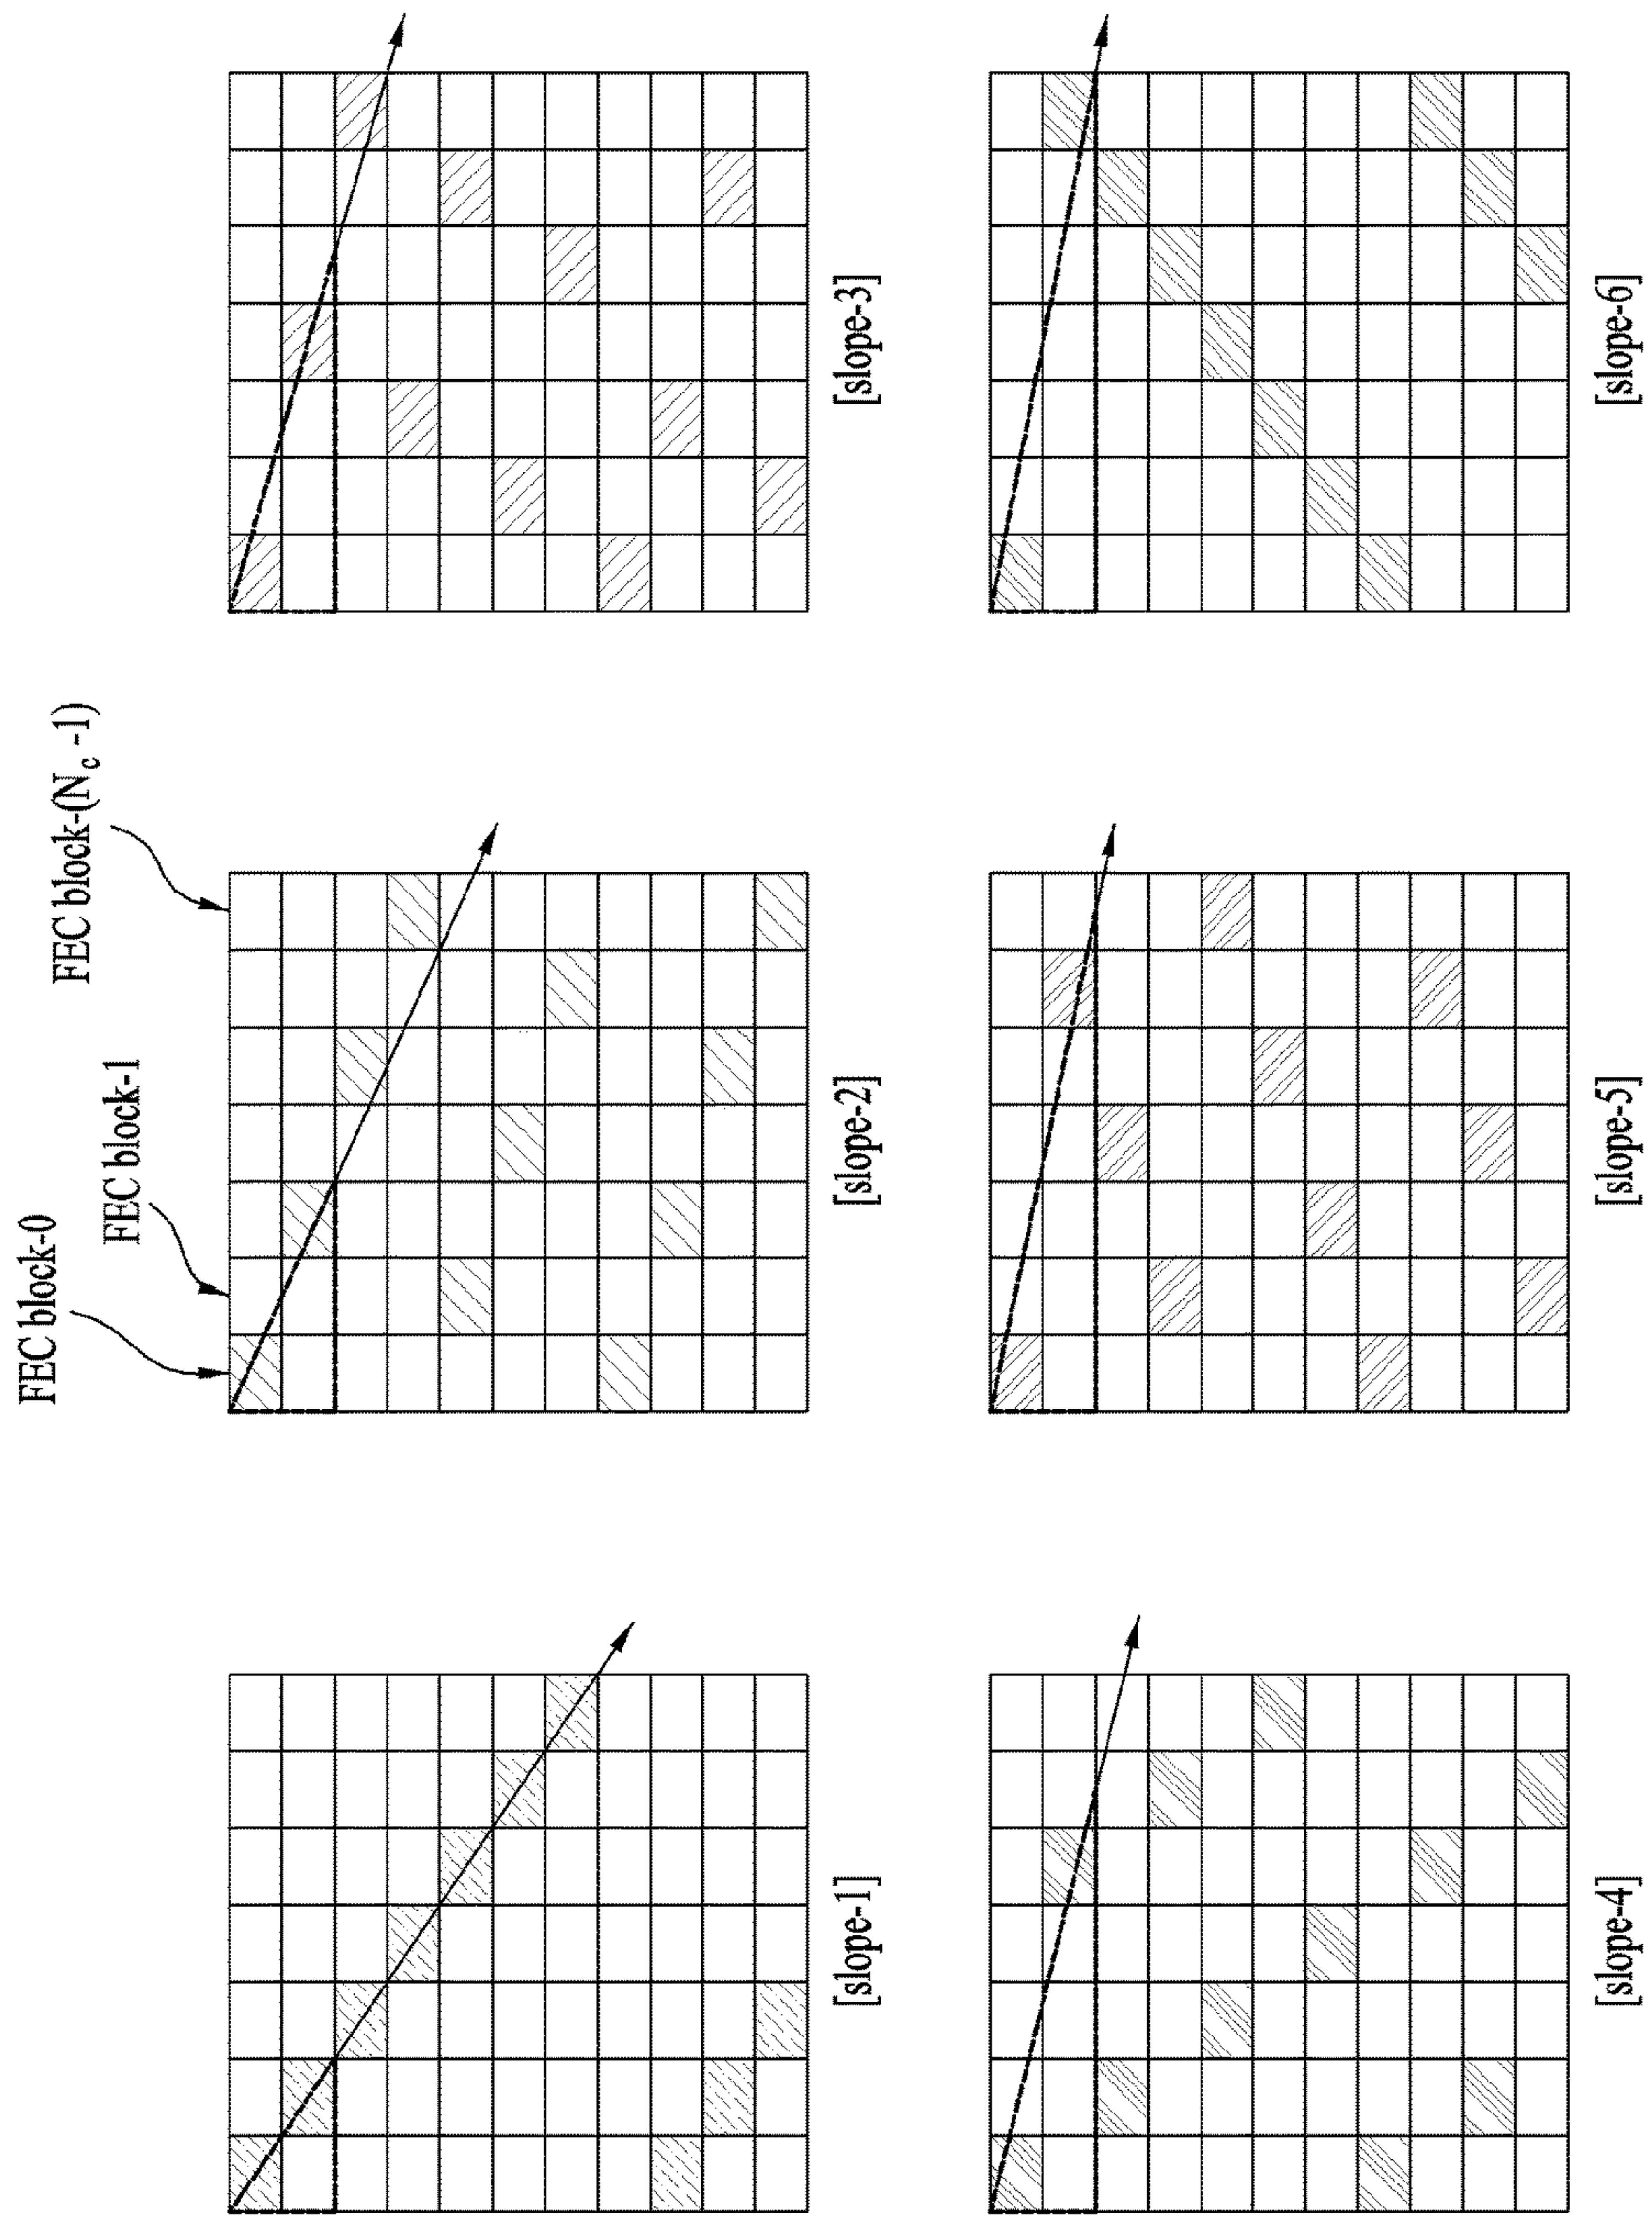 FEC block-0
FEC block-1
FEC block-(Nc -1)
[slope-1]
[slope-2]
[slope-3]
[slope-4]
[slope-5]
[slope-6]